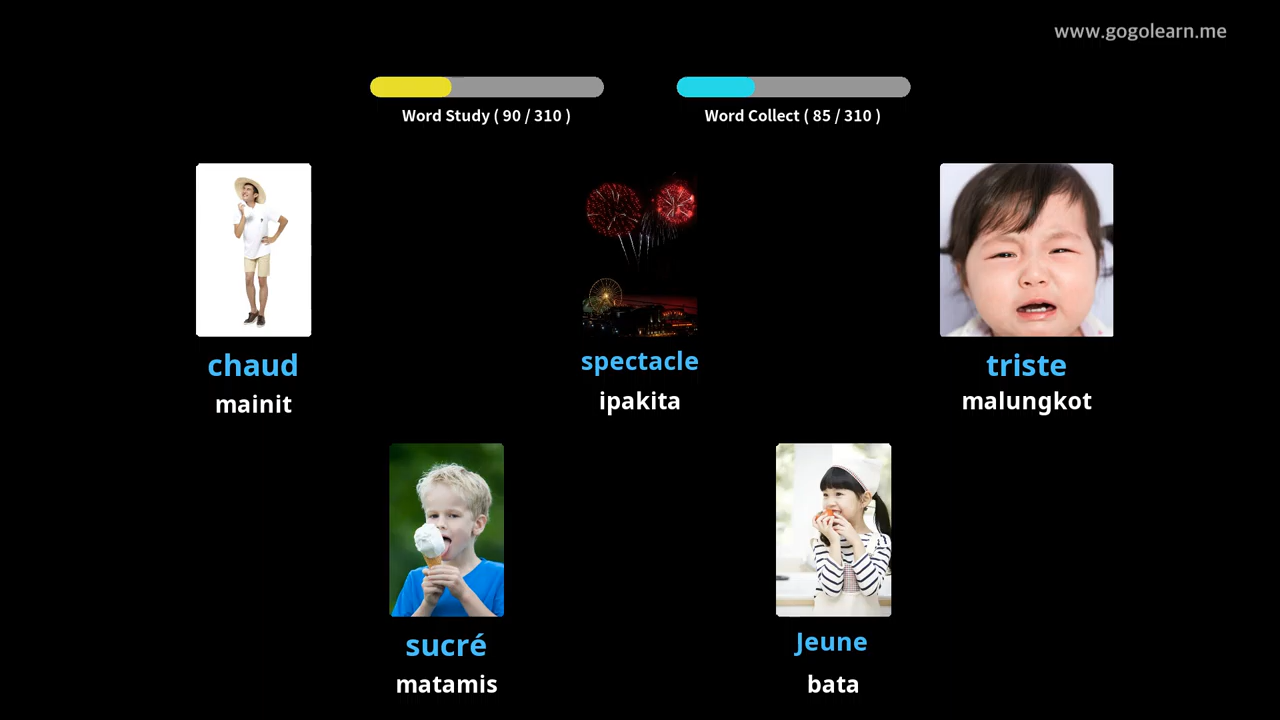 www.gogolearn.me
Word Study ( 90 / 310 )
Word Collect ( 85 / 310 )
chaud
mainit
spectacle
ipakita
triste
malungkot
sucré
matamis
Jeune
bata